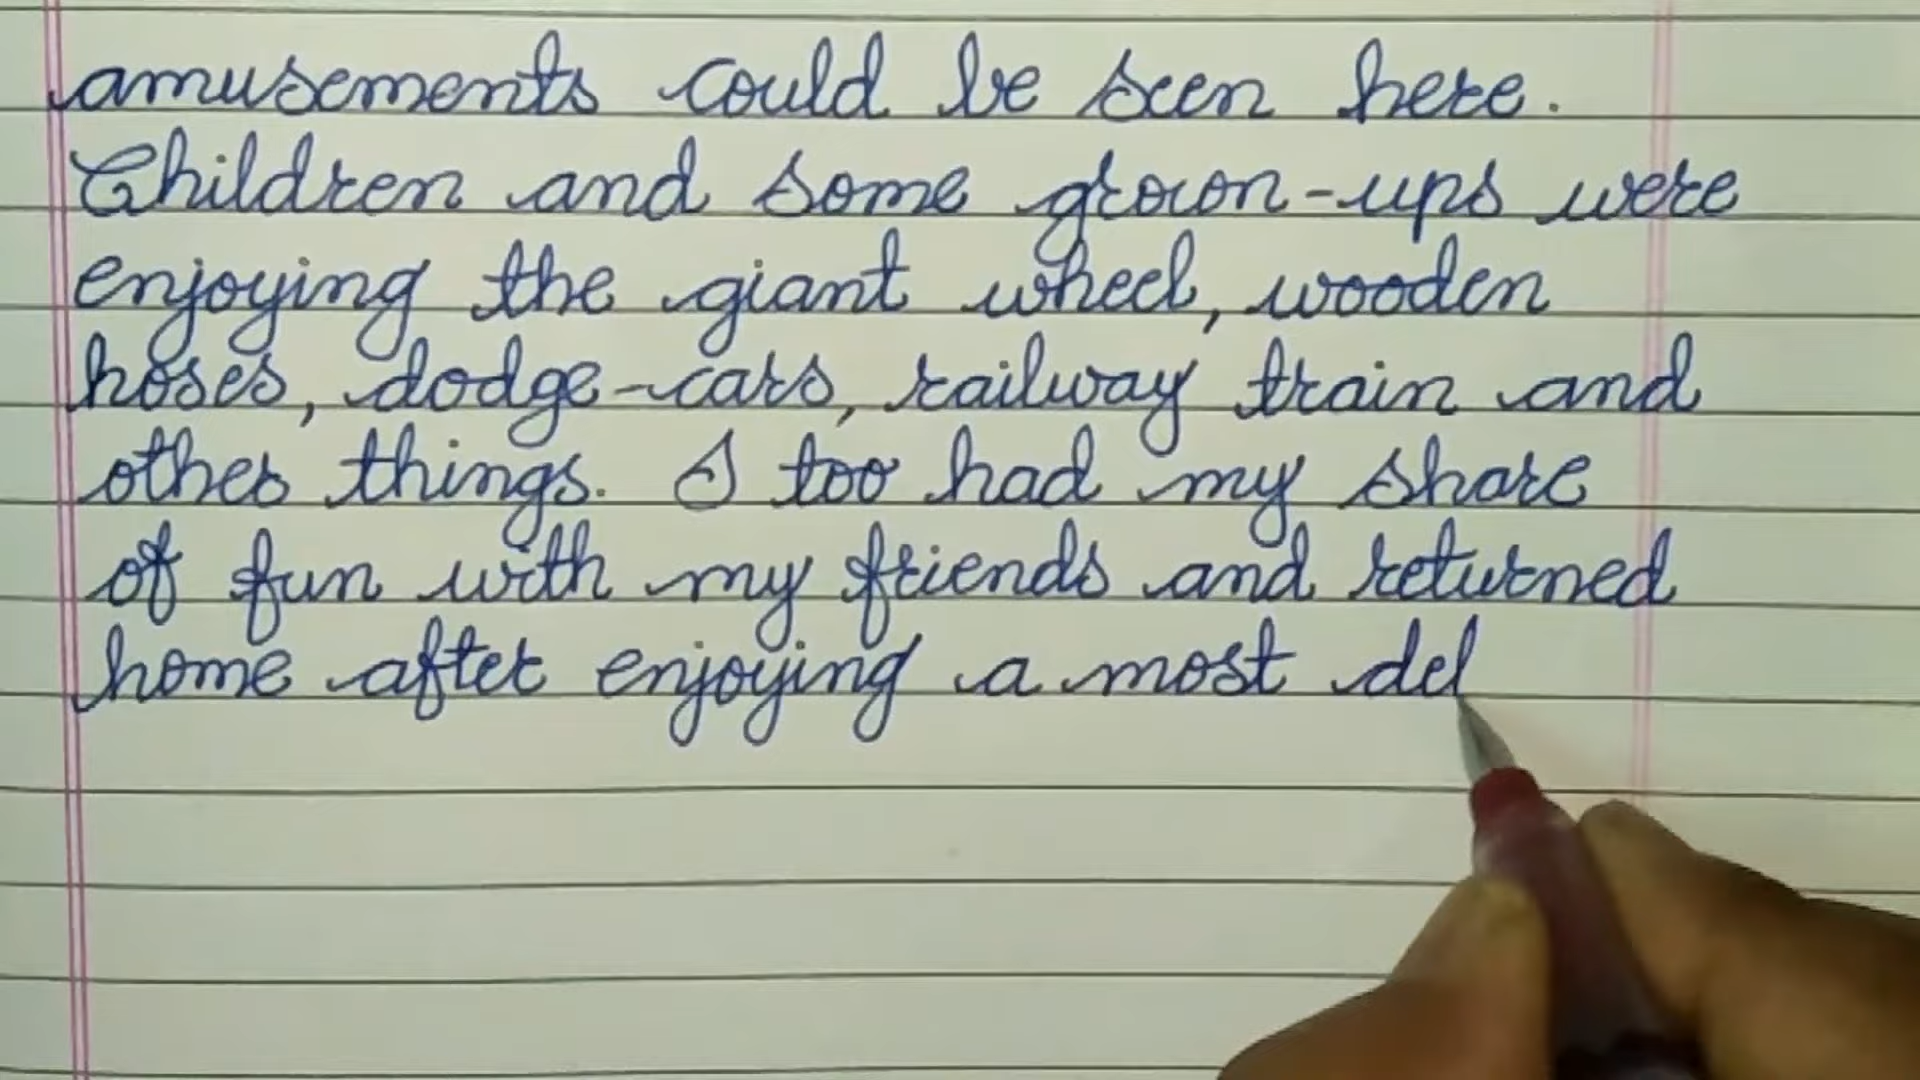 amusements could be seen here.
Children and some grown-ups were
enjoying the giant wheel, wooden
hoses, dodge-cars, railway train and
other things. I too had my share
of fun with my friends and returned
home after enjoying a most del